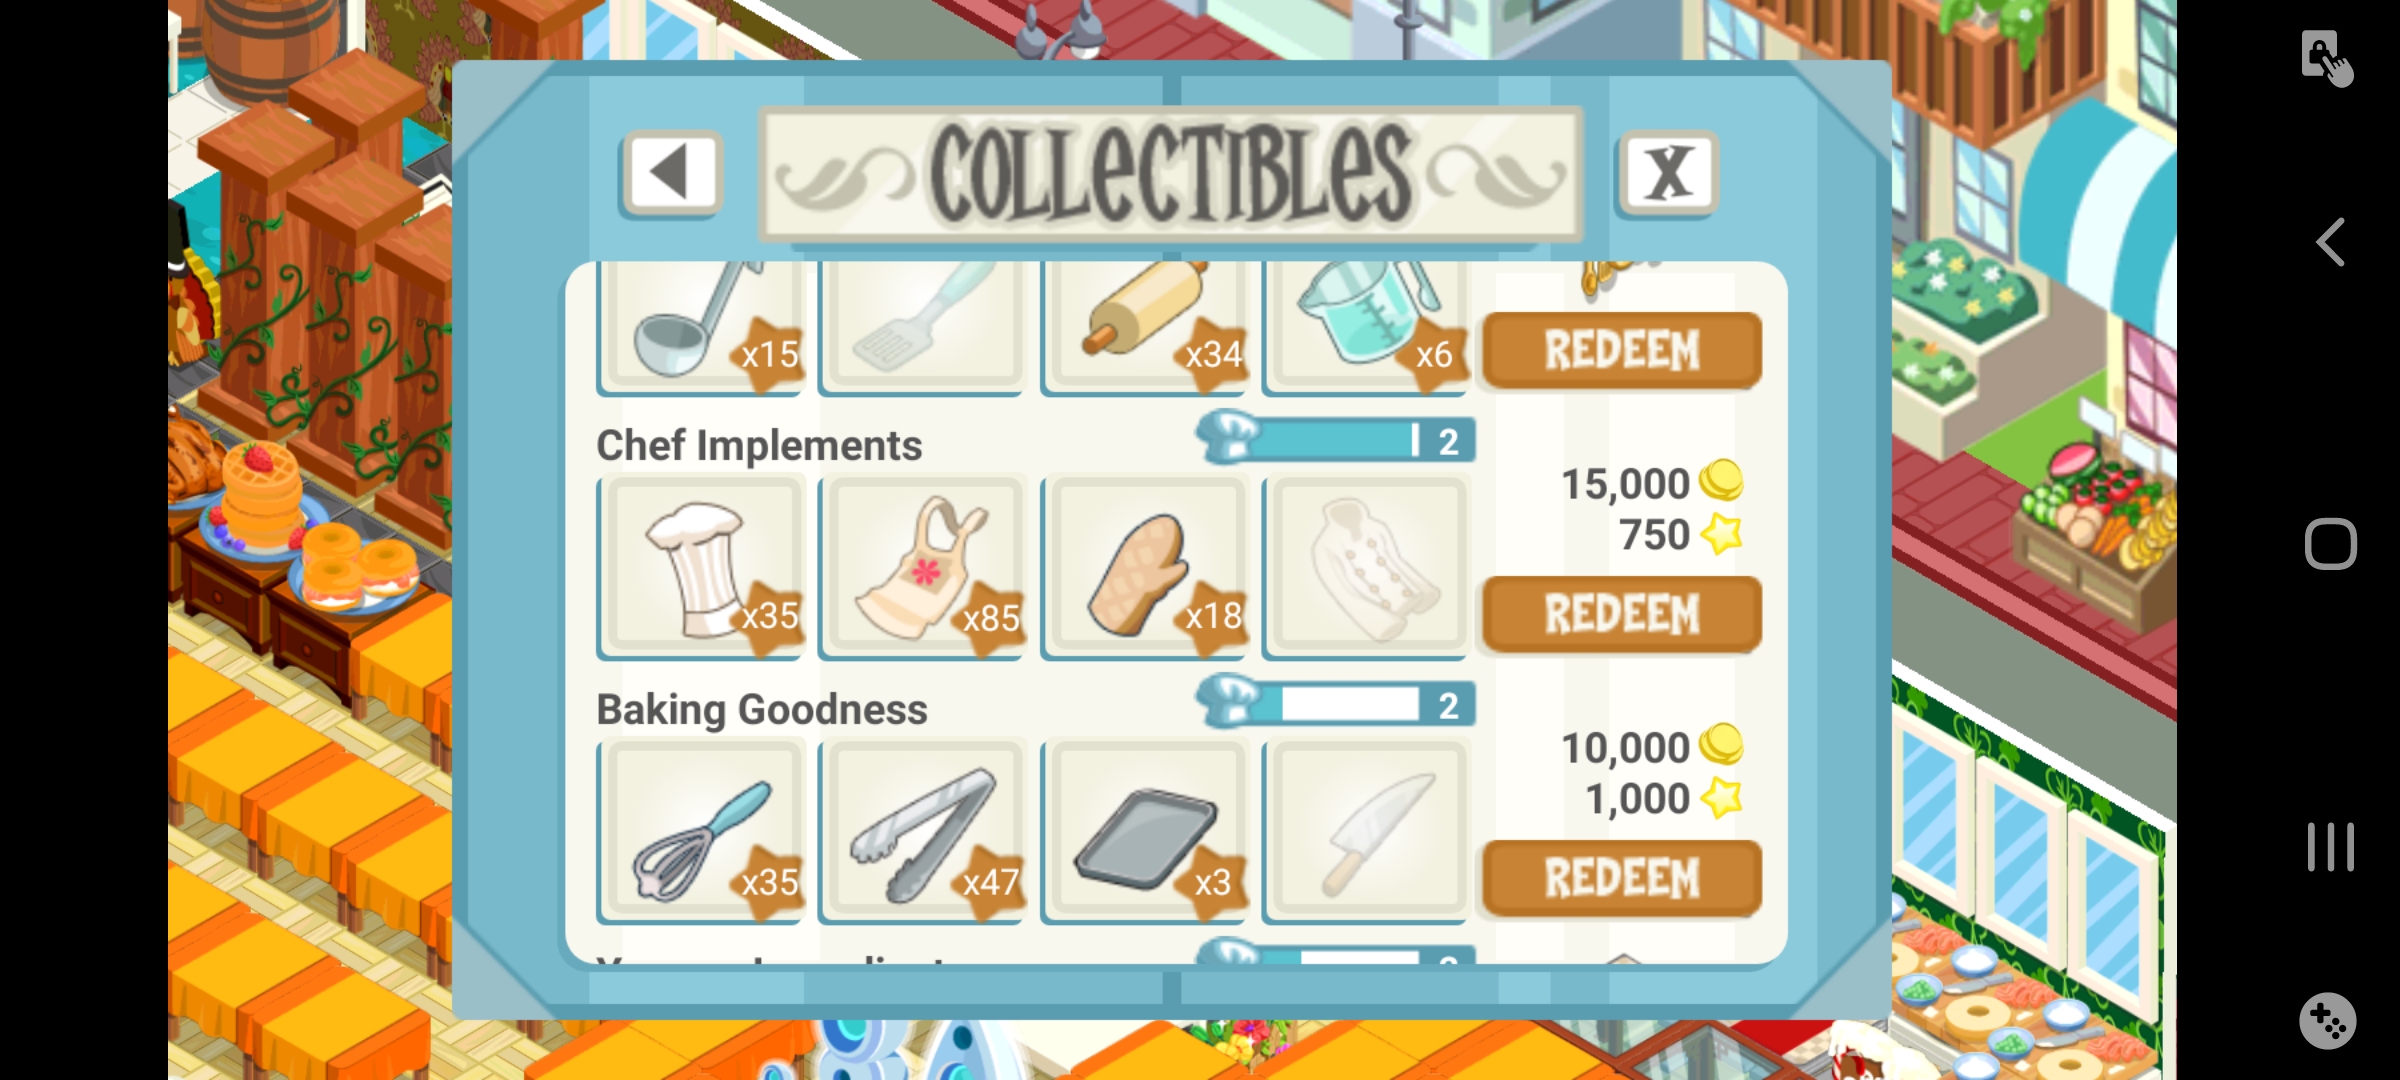 COLLECTIBLES
X
x15
x34
x6
REDEEM
Chef Implements
2
15,000
750
x35
x85
x18
REDEEM
Baking Goodness
2
10,000
1,000
x35
x47
x3
REDEEM